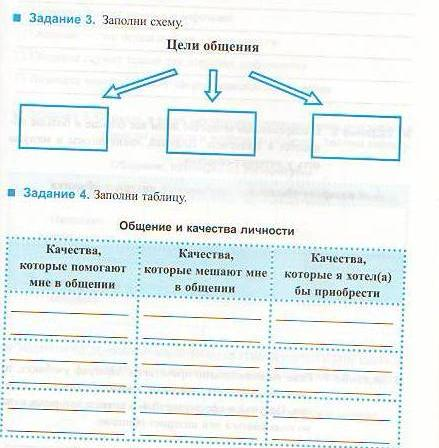 Задание 3. Заполни схему.
Цели общения
Задание 4. Заполни таблицу.
Общение и качества личности
Качества,
которые помогают
мне в общении
Качества,
которые мешают мне
в общении
Качества,
которые я хотел(а)
бы приобрести